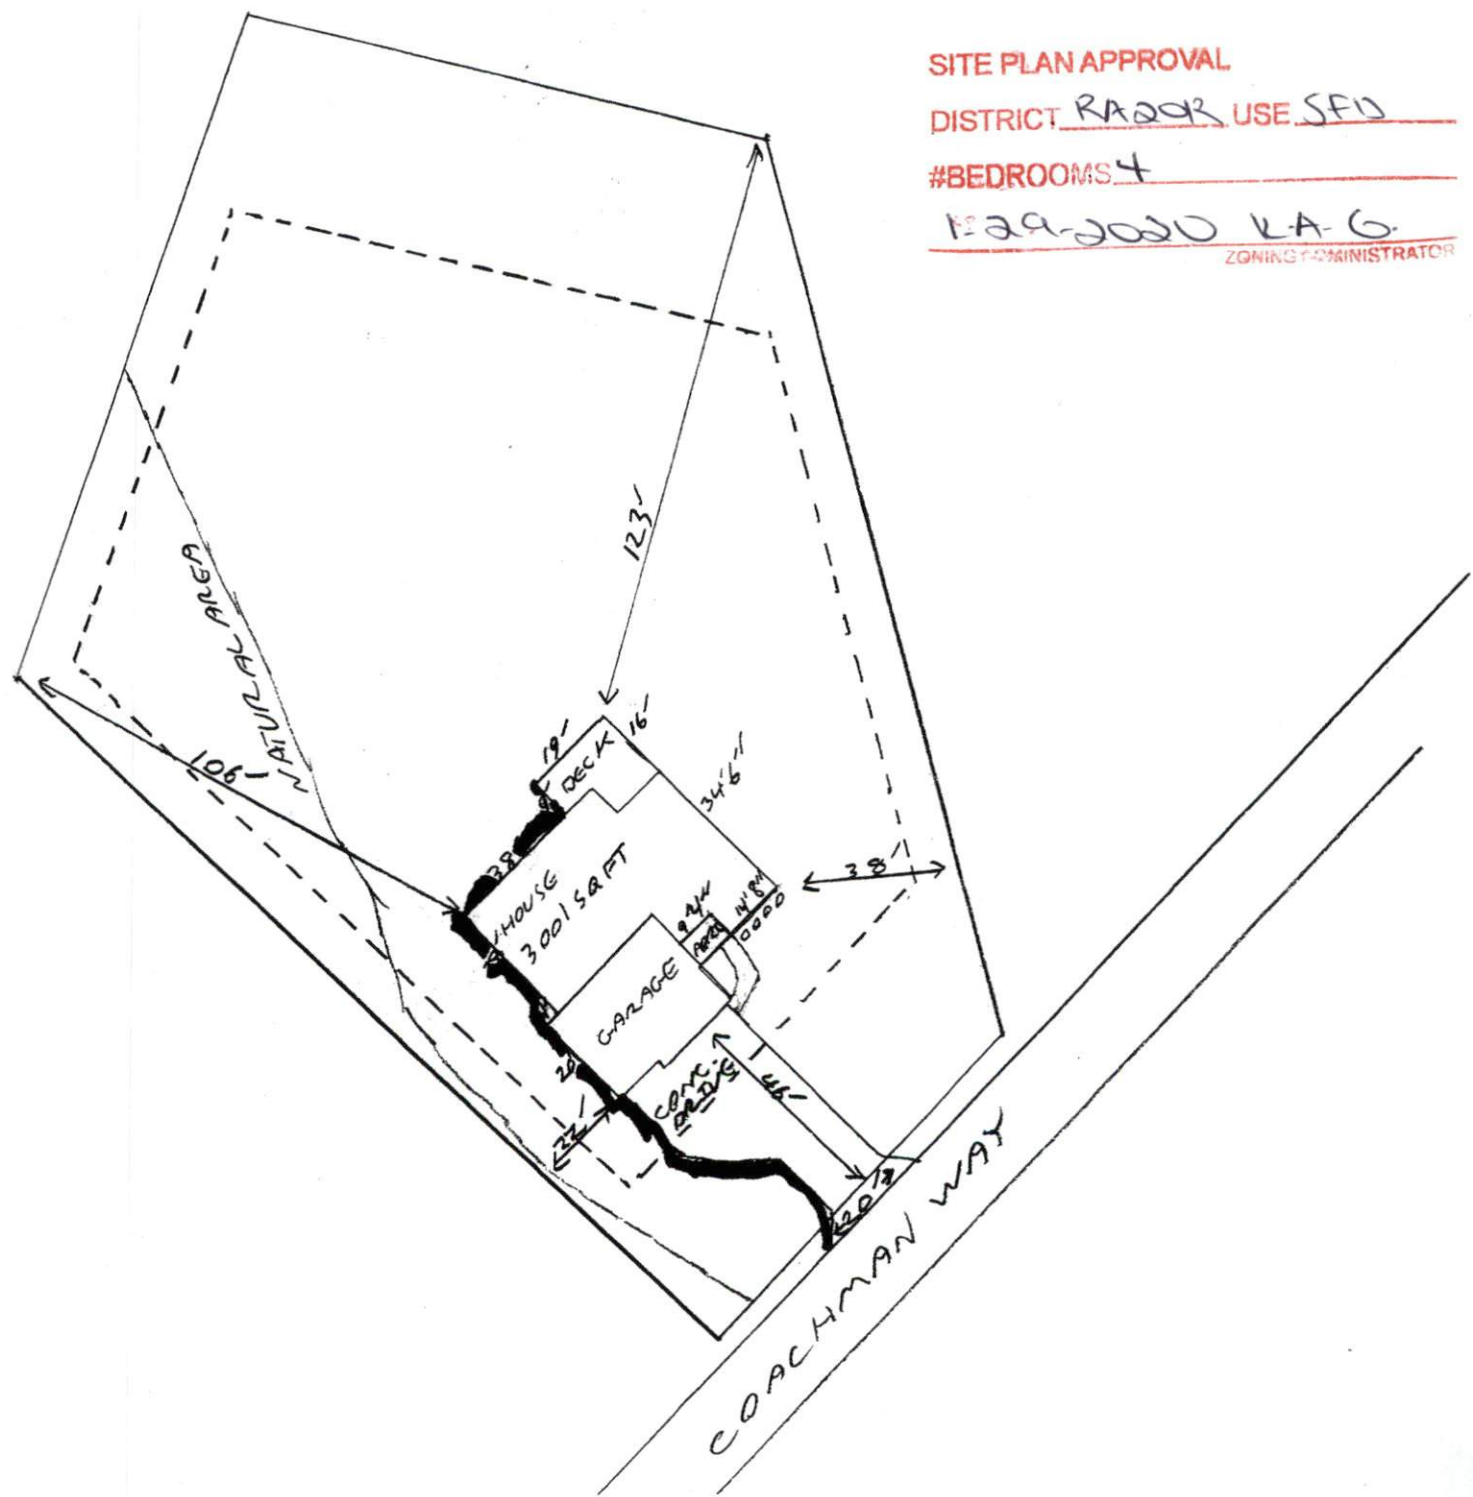 SITE PLAN APPROVAL
DISTRICT RA20R USE SFD
#BEDROOMS 4
1-29-2020 K.A.G.
ZONING ADMINISTRATOR
123'
NATURAL AREA
106'
19'
16'
DECK
34'6"
38
HOUSE
3001 SQ FT
38'
14'8"
GARAGE
20
22'
CONC.
DRIVE
46'
20'
COACHMAN WAY